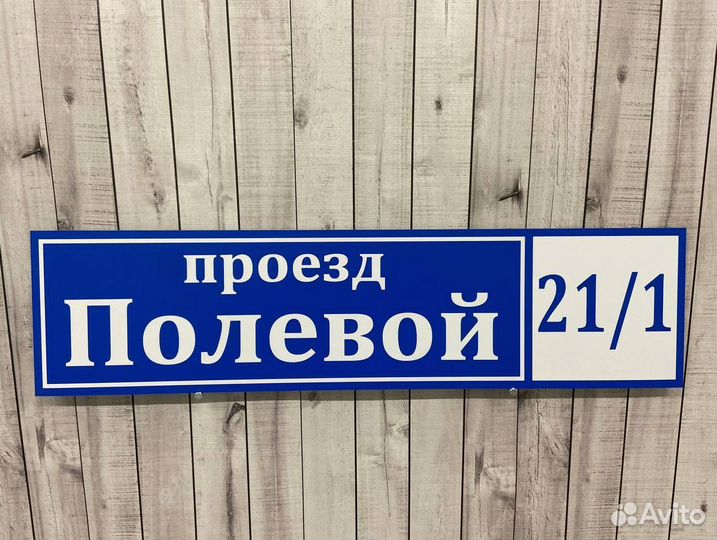 проезд
Полевой
21/1
Avito